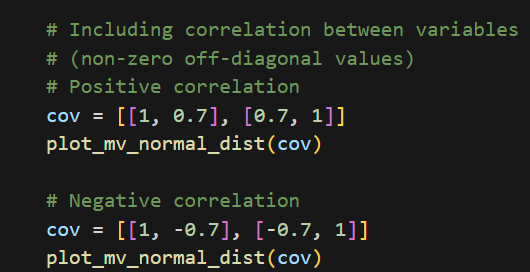 # Including correlation between variables
# (non-zero off-diagonal values)
# Positive correlation
cov = [[1, 0.7], [0.7, 1]]
plot_mv_normal_dist(cov)
# Negative correlation
cov = [[1, -0.7], [-0.7, 1]]
plot_mv_normal_dist(cov)